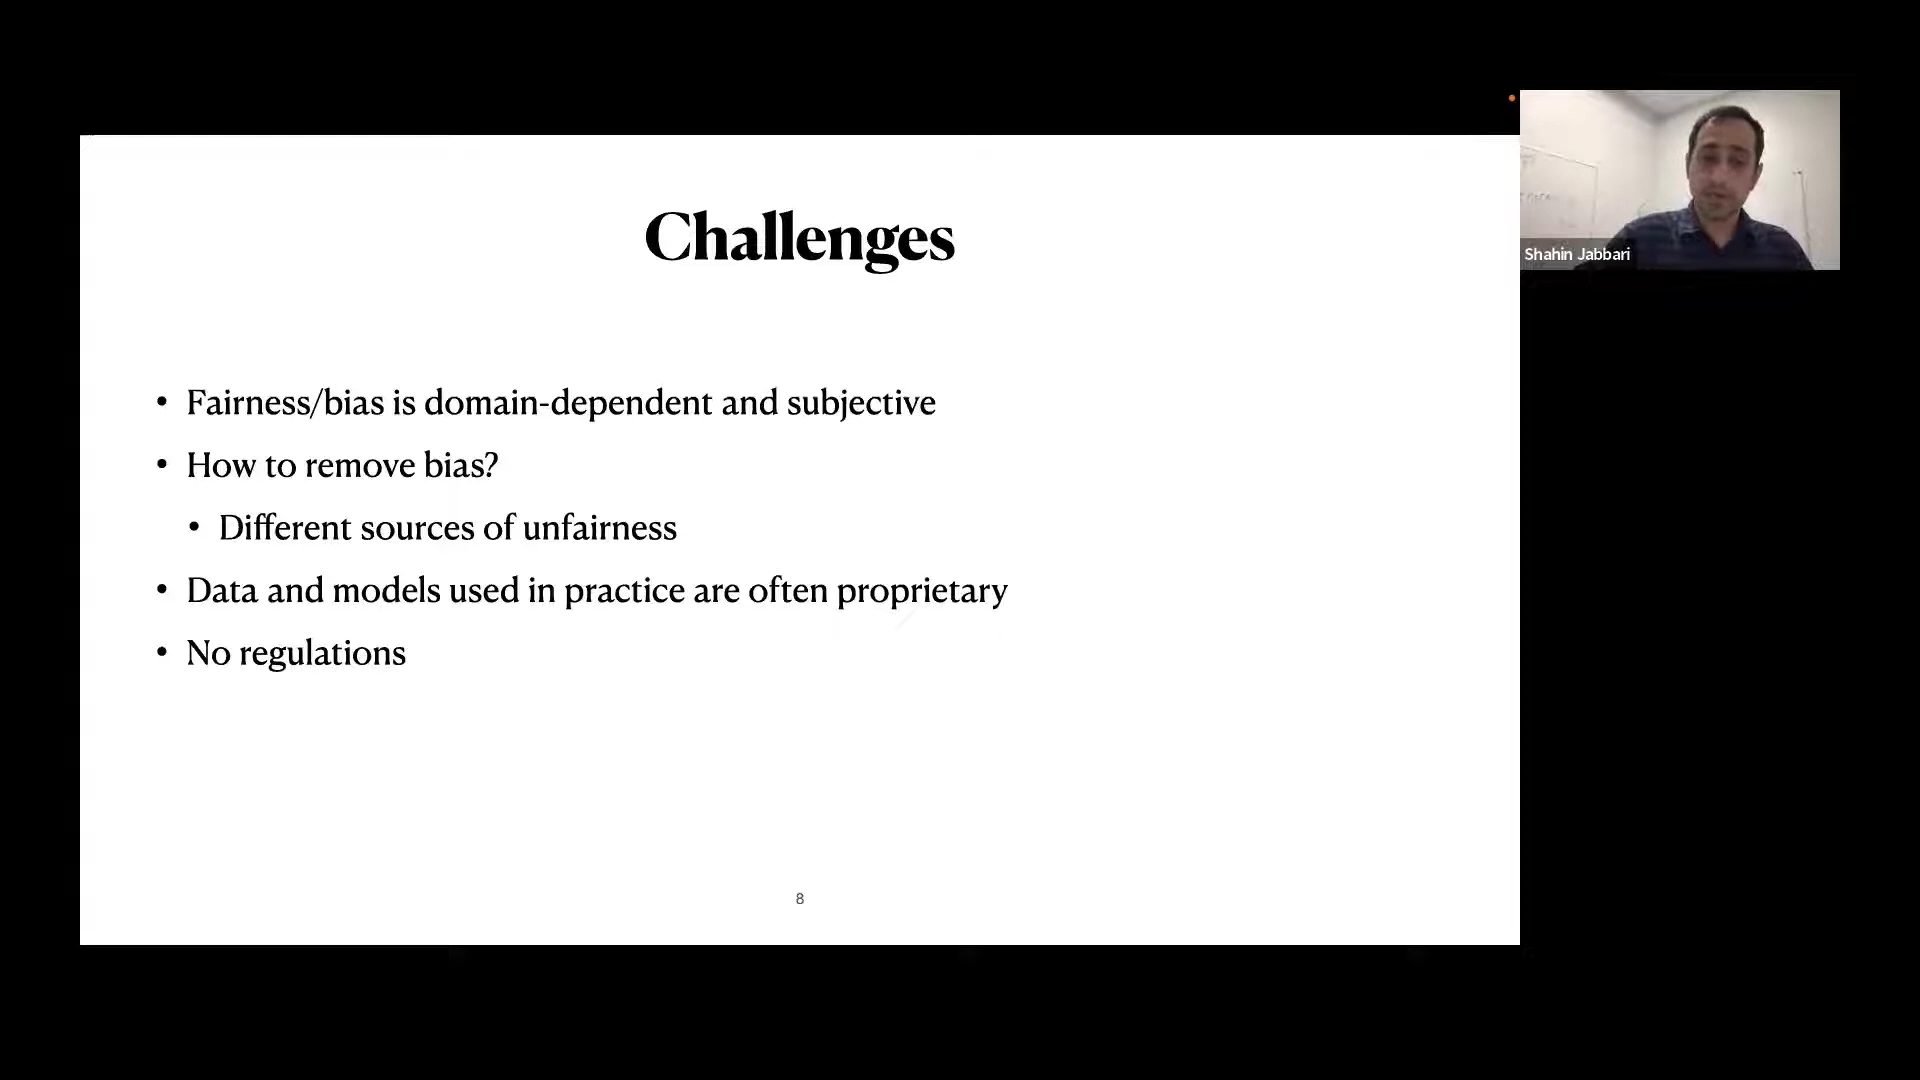 Challenges
• Fairness/bias is domain-dependent and subjective
• How to remove bias?
• Different sources of unfairness
• Data and models used in practice are often proprietary
• No regulations
8
Shahin Jabbari